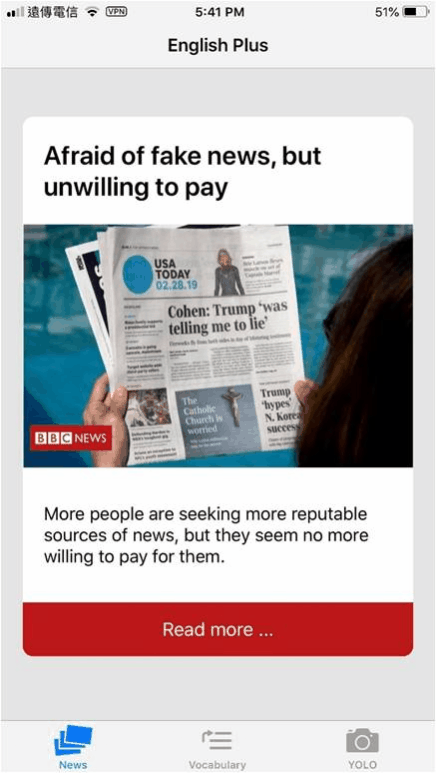 遠傳電信 VPN 5:41 PM 51%
English Plus
Afraid of fake news, but
unwilling to pay
USA
TODAY
02.28.19
Cohen: Trump ‘was
telling me to lie’
The
Catholic
Church is
worried
Trump
‘hypes’
N. Korea
success
BBC NEWS
More people are seeking more reputable
sources of news, but they seem no more
willing to pay for them.
Read more ...
News Vocabulary YOLO